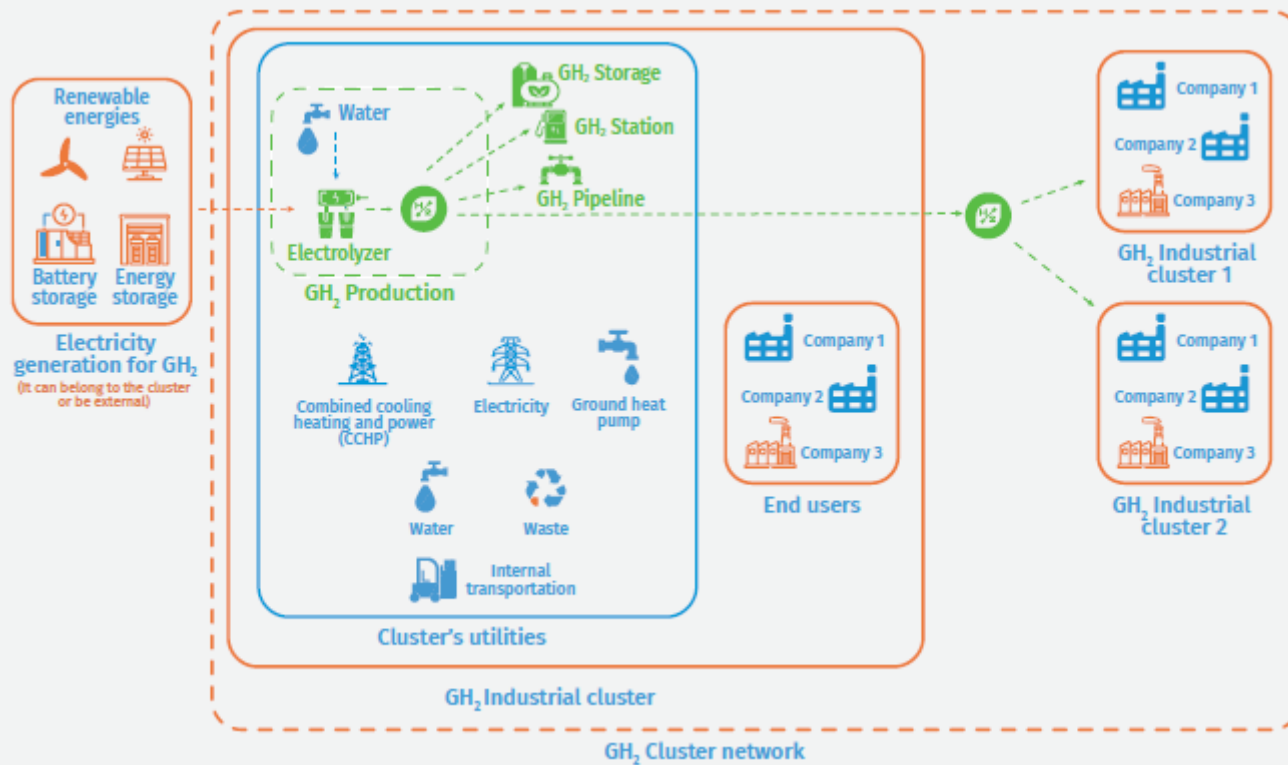 Renewable
energies
Battery
storage
Energy
storage
Electricity
generation for GH₂
(It can belong to the cluster
or be external)
Water
Electrolyzer
H₂
GH₂ Production
GH₂ Storage
GH₂ Station
GH₂ Pipeline
Combined cooling
heating and power
(CCHP)
Electricity
Ground heat
pump
Water
Waste
Internal
transportation
Cluster's utilities
Company 1
Company 2
Company 3
End users
GH₂ Industrial cluster
H₂
Company 1
Company 2
Company 3
GH₂ Industrial
cluster 1
Company 1
Company 2
Company 3
GH₂ Industrial
cluster 2
GH₂ Cluster network